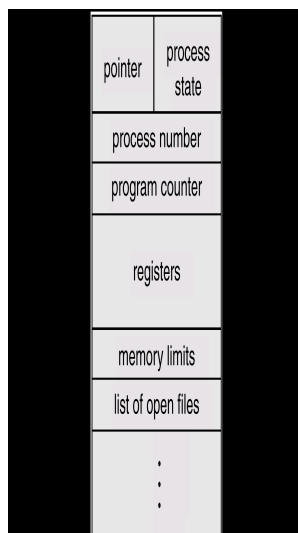 pointer
process
state
process number
program counter
registers
memory limits
list of open files